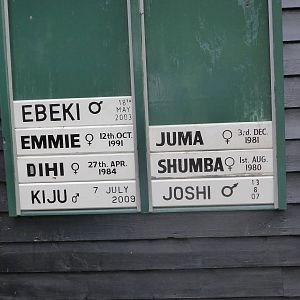 EBEKI ♂ 18TH MAY 2003
EMMIE ♀ 12th.OCT. 1991
DIHI ♀ 27th. APR. 1984
KIJU ♂ 7 JULY 2009
JUMA ♀ 3rd. DEC. 1981
SHUMBA ♀ 1st. AUG. 1980
JOSHI ♂ 13 8 07